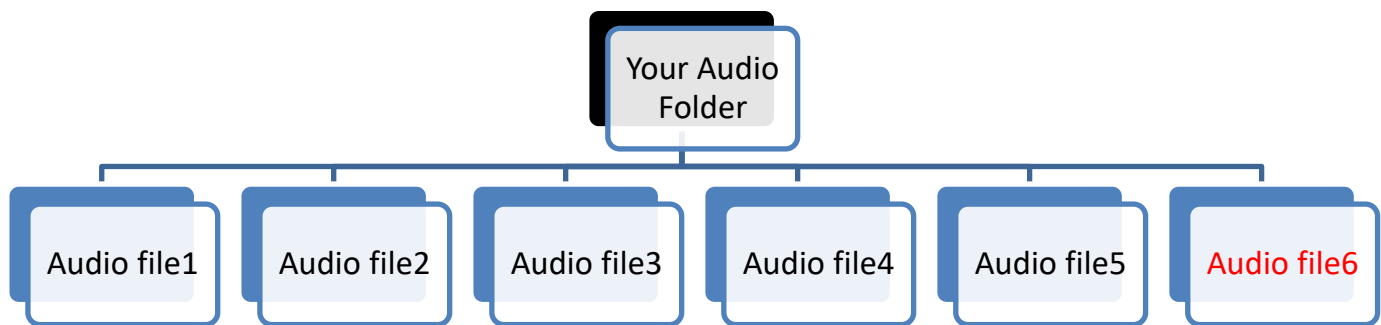 Your Audio
Folder
Audio file1
Audio file2
Audio file3
Audio file4
Audio file5
Audio file6